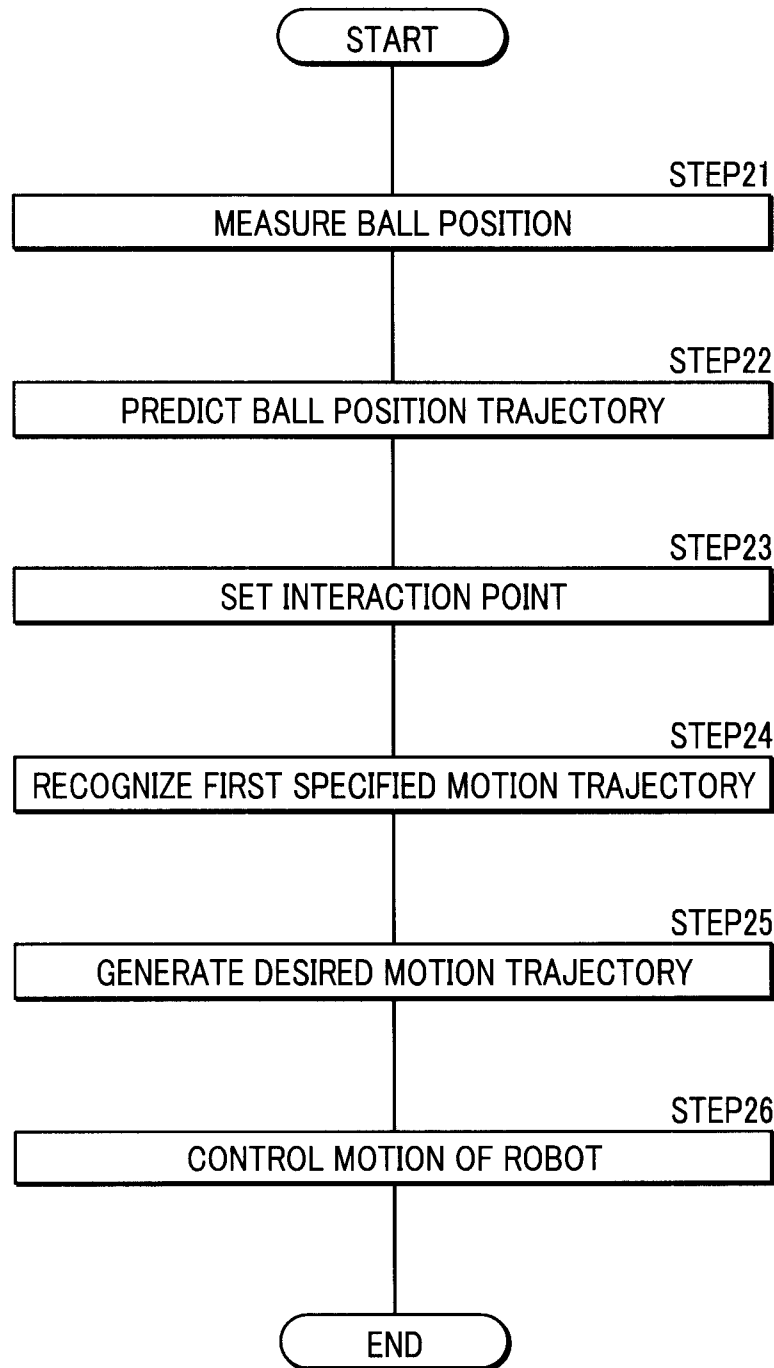 START
STEP21
MEASURE BALL POSITION
STEP22
PREDICT BALL POSITION TRAJECTORY
STEP23
SET INTERACTION POINT
STEP24
RECOGNIZE FIRST SPECIFIED MOTION TRAJECTORY
STEP25
GENERATE DESIRED MOTION TRAJECTORY
STEP26
CONTROL MOTION OF ROBOT
END